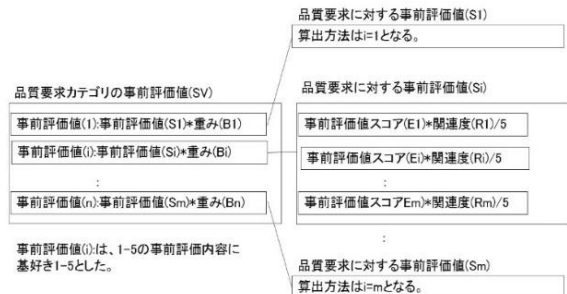 品質要求に対する事前評価値(S1)
算出方法はi=1となる。
品質要求カテゴリの事前評価値(SV)
事前評価値(1):事前評価値(S1)*重み(B1)
事前評価値(i):事前評価値(Si)*重み(Bi)
:
事前評価値(n):事前評価値(Sm)*重み(Bn)
事前評価値(i):は、1-5の事前評価内容に
基好き1-5とした。
品質要求に対する事前評価値(Si)
事前評価値スコア(E1)*関連度(R1)/5
事前評価値スコア(Ei)*関連度(Ri)/5
:
事前評価値スコアEm)*関連度(Rm)/5
:
品質要求に対する事前評価値(Sm)
算出方法はi=mとなる。